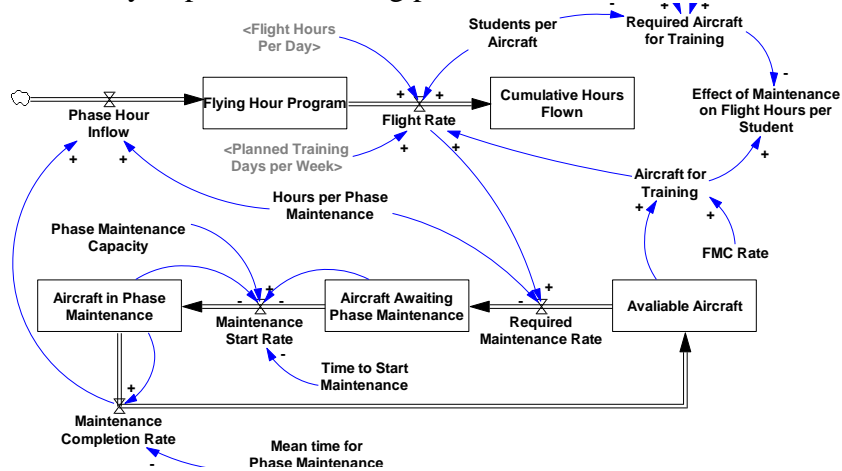 <Flight Hours
Per Day>
Students per
Aircraft
Required Aircraft
for Training
Flying Hour Program
Cumulative Hours
Flown
Effect of Maintenance
on Flight Hours per
Student
Phase Hour
Inflow
Flight Rate
<Planned Training
Days per Week>
Aircraft for
Training
Hours per Phase
Maintenance
Phase Maintenance
Capacity
FMC Rate
Aircraft in Phase
Maintenance
Aircraft Awaiting
Phase Maintenance
Avaliable Aircraft
Maintenance
Start Rate
Required
Maintenance Rate
Time to Start
Maintenance
Maintenance
Completion Rate
Mean time for
Phase Maintenance